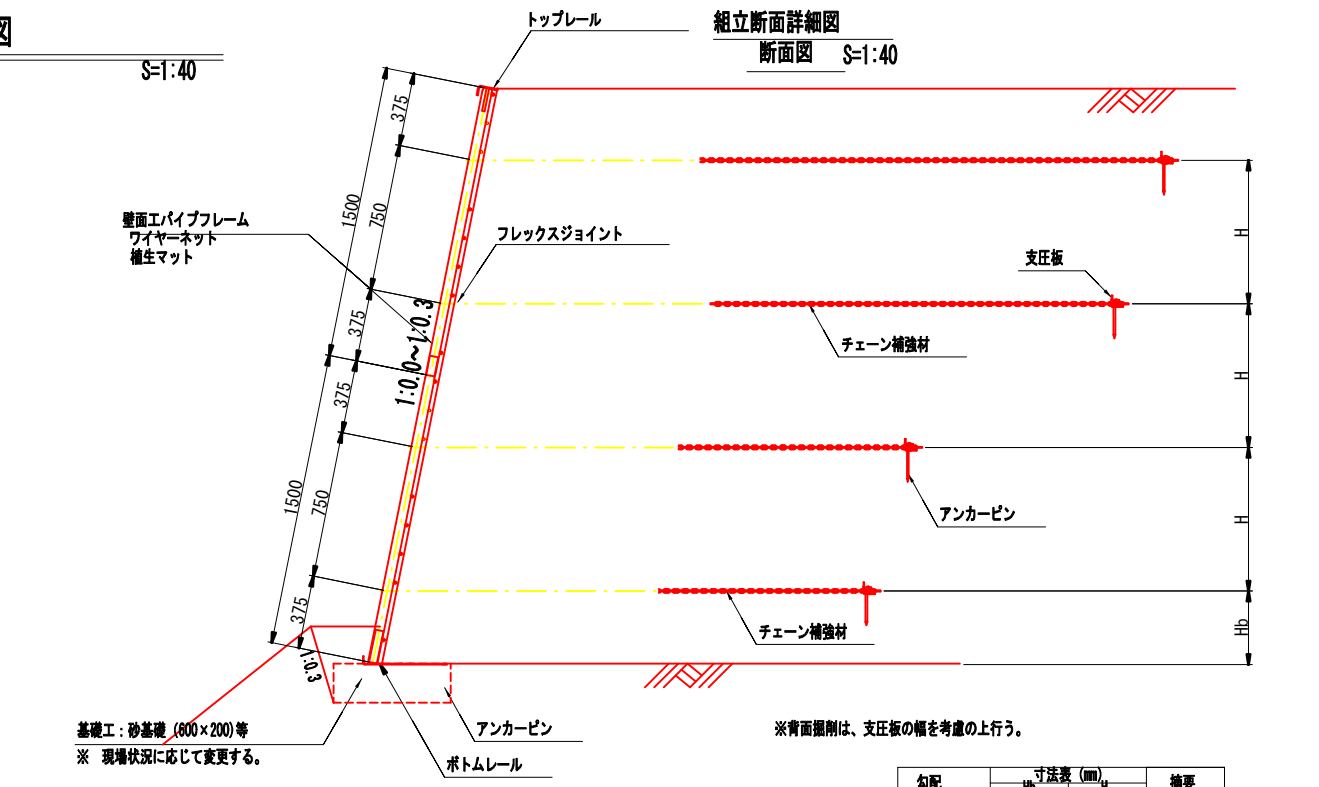 図
S=1:40
トップレール
組立断面詳細図
断面図 S=1:40
375
750
1500
壁面工パイプフレーム
ワイヤーネット
植生マット
フレックスジョイント
H
支圧板
チェーン補強材
375
1:0.0~1:0.3
H
375
1500
750
アンカーピン
H
375
チェーン補強材
Hb
1:0.3
基礎工：砂基礎 (600×200)等
※ 現場状況に応じて変更する。
アンカーピン
ボトムレール
※背面掘削は、支圧板の幅を考慮の上行う。
勾配
寸法表 (mm)
摘要
Hb
H